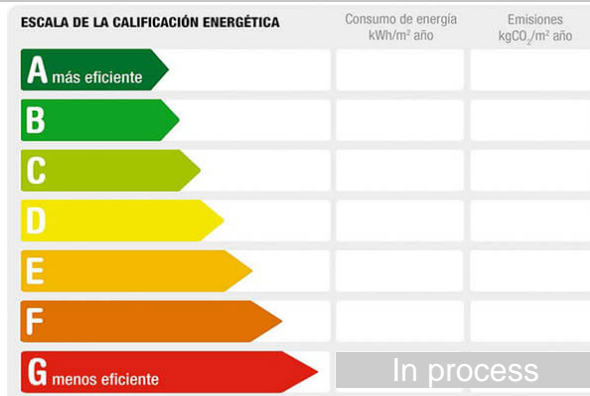 ESCALA DE LA CALIFICACIÓN ENERGÉTICA
Consumo de energía
kWh/m² año
Emisiones
kgCO₂/m² año
A más eficiente
B
C
D
E
F
G menos eficiente
In process